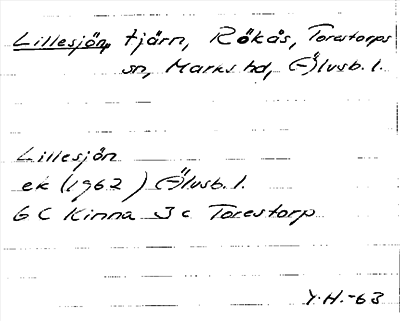 Lillesjön, tjärn, Rökås, Torestorps
sn, Marks hd, Älvsb. l.
Lillesjön
ek (1962) Älvsb. l.
6 C Kinna 3 c Torestorp
Y.H.-63